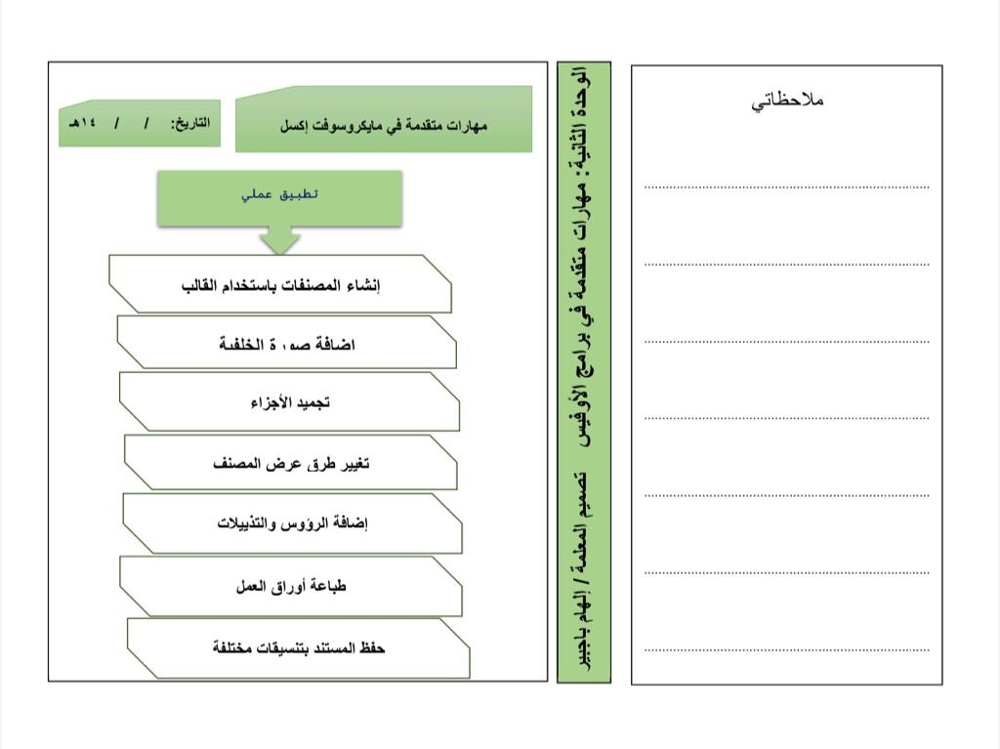 ملاحظاتي
الوحدة الثانية: مهارات متقدمة في برامج الأوفيس تصميم المعلمة / إلهام باجبير
مهارات متقدمة في مايكروسوفت إكسل
التاريخ: / / ١٤هـ
تطبيق عملي
إنشاء المصنفات باستخدام القالب
اضافة صورة الخلفية
تجميد الأجزاء
تغيير طرق عرض المصنف
إضافة الرؤوس والتذييلات
طباعة أوراق العمل
حفظ المستند بتنسيقات مختلفة